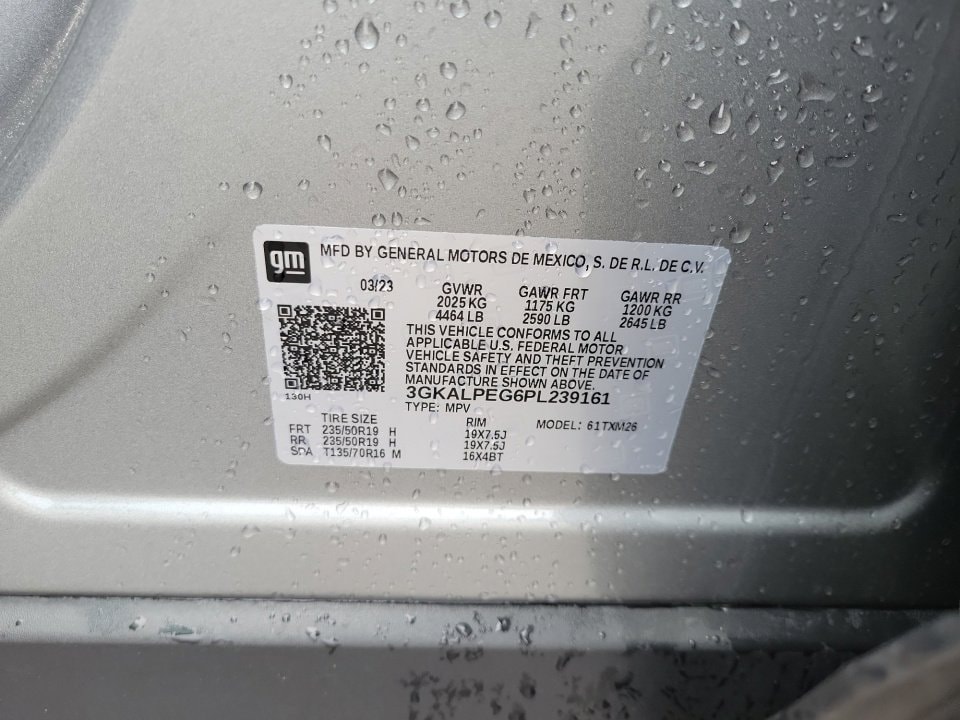 gm MFD BY GENERAL MOTORS DE MEXICO, S. DE R.L. DE C.V.
03/23 GVWR GAWR FRT GAWR RR
2025 KG 1175 KG 1200 KG
4464 LB 2590 LB 2645 LB
THIS VEHICLE CONFORMS TO ALL
APPLICABLE U.S. FEDERAL MOTOR
VEHICLE SAFETY AND THEFT PREVENTION
STANDARDS IN EFFECT ON THE DATE OF
MANUFACTURE SHOWN ABOVE.
130H
3GKALPEG6PL239161
TYPE: MPV
TIRE SIZE RIM MODEL: 61TXM26
FRT 235/50R19 H 19X7.5J
RR 235/50R19 H 19X7.5J
SPA T135/70R16 M 16X4BT